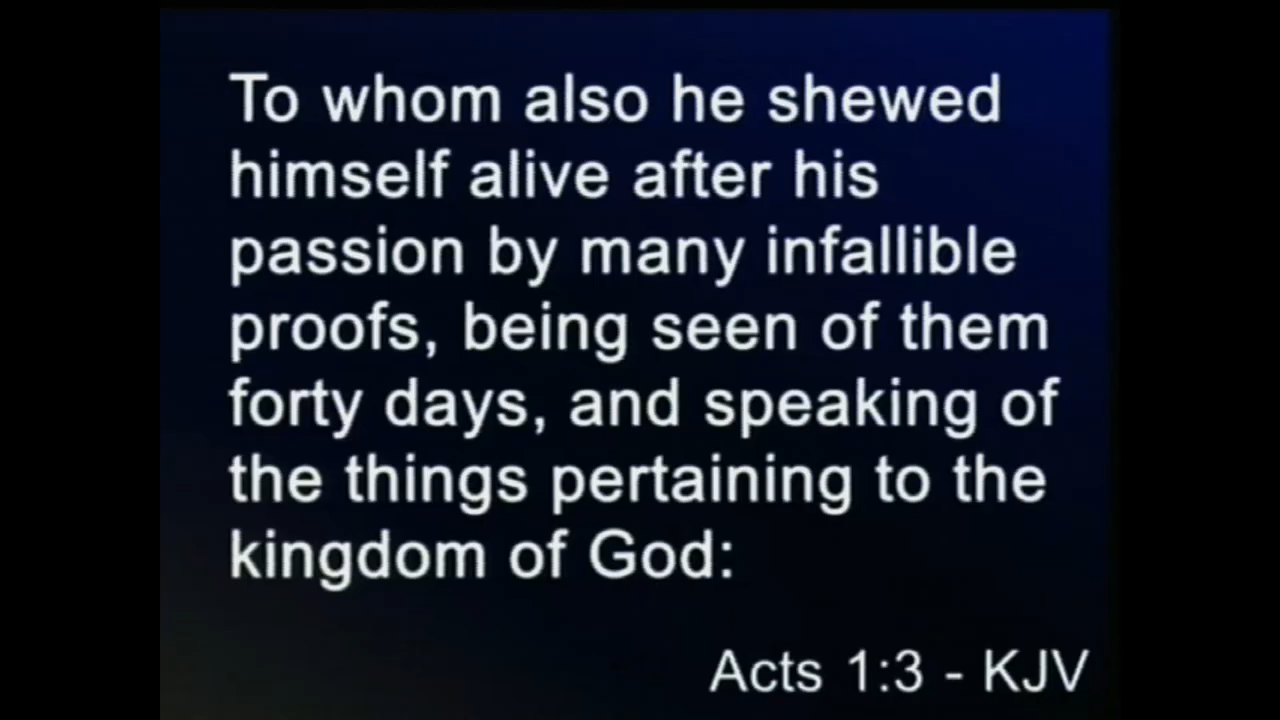 To whom also he shewed
himself alive after his
passion by many infallible
proofs, being seen of them
forty days, and speaking of
the things pertaining to the
kingdom of God:
Acts 1:3 - KJV